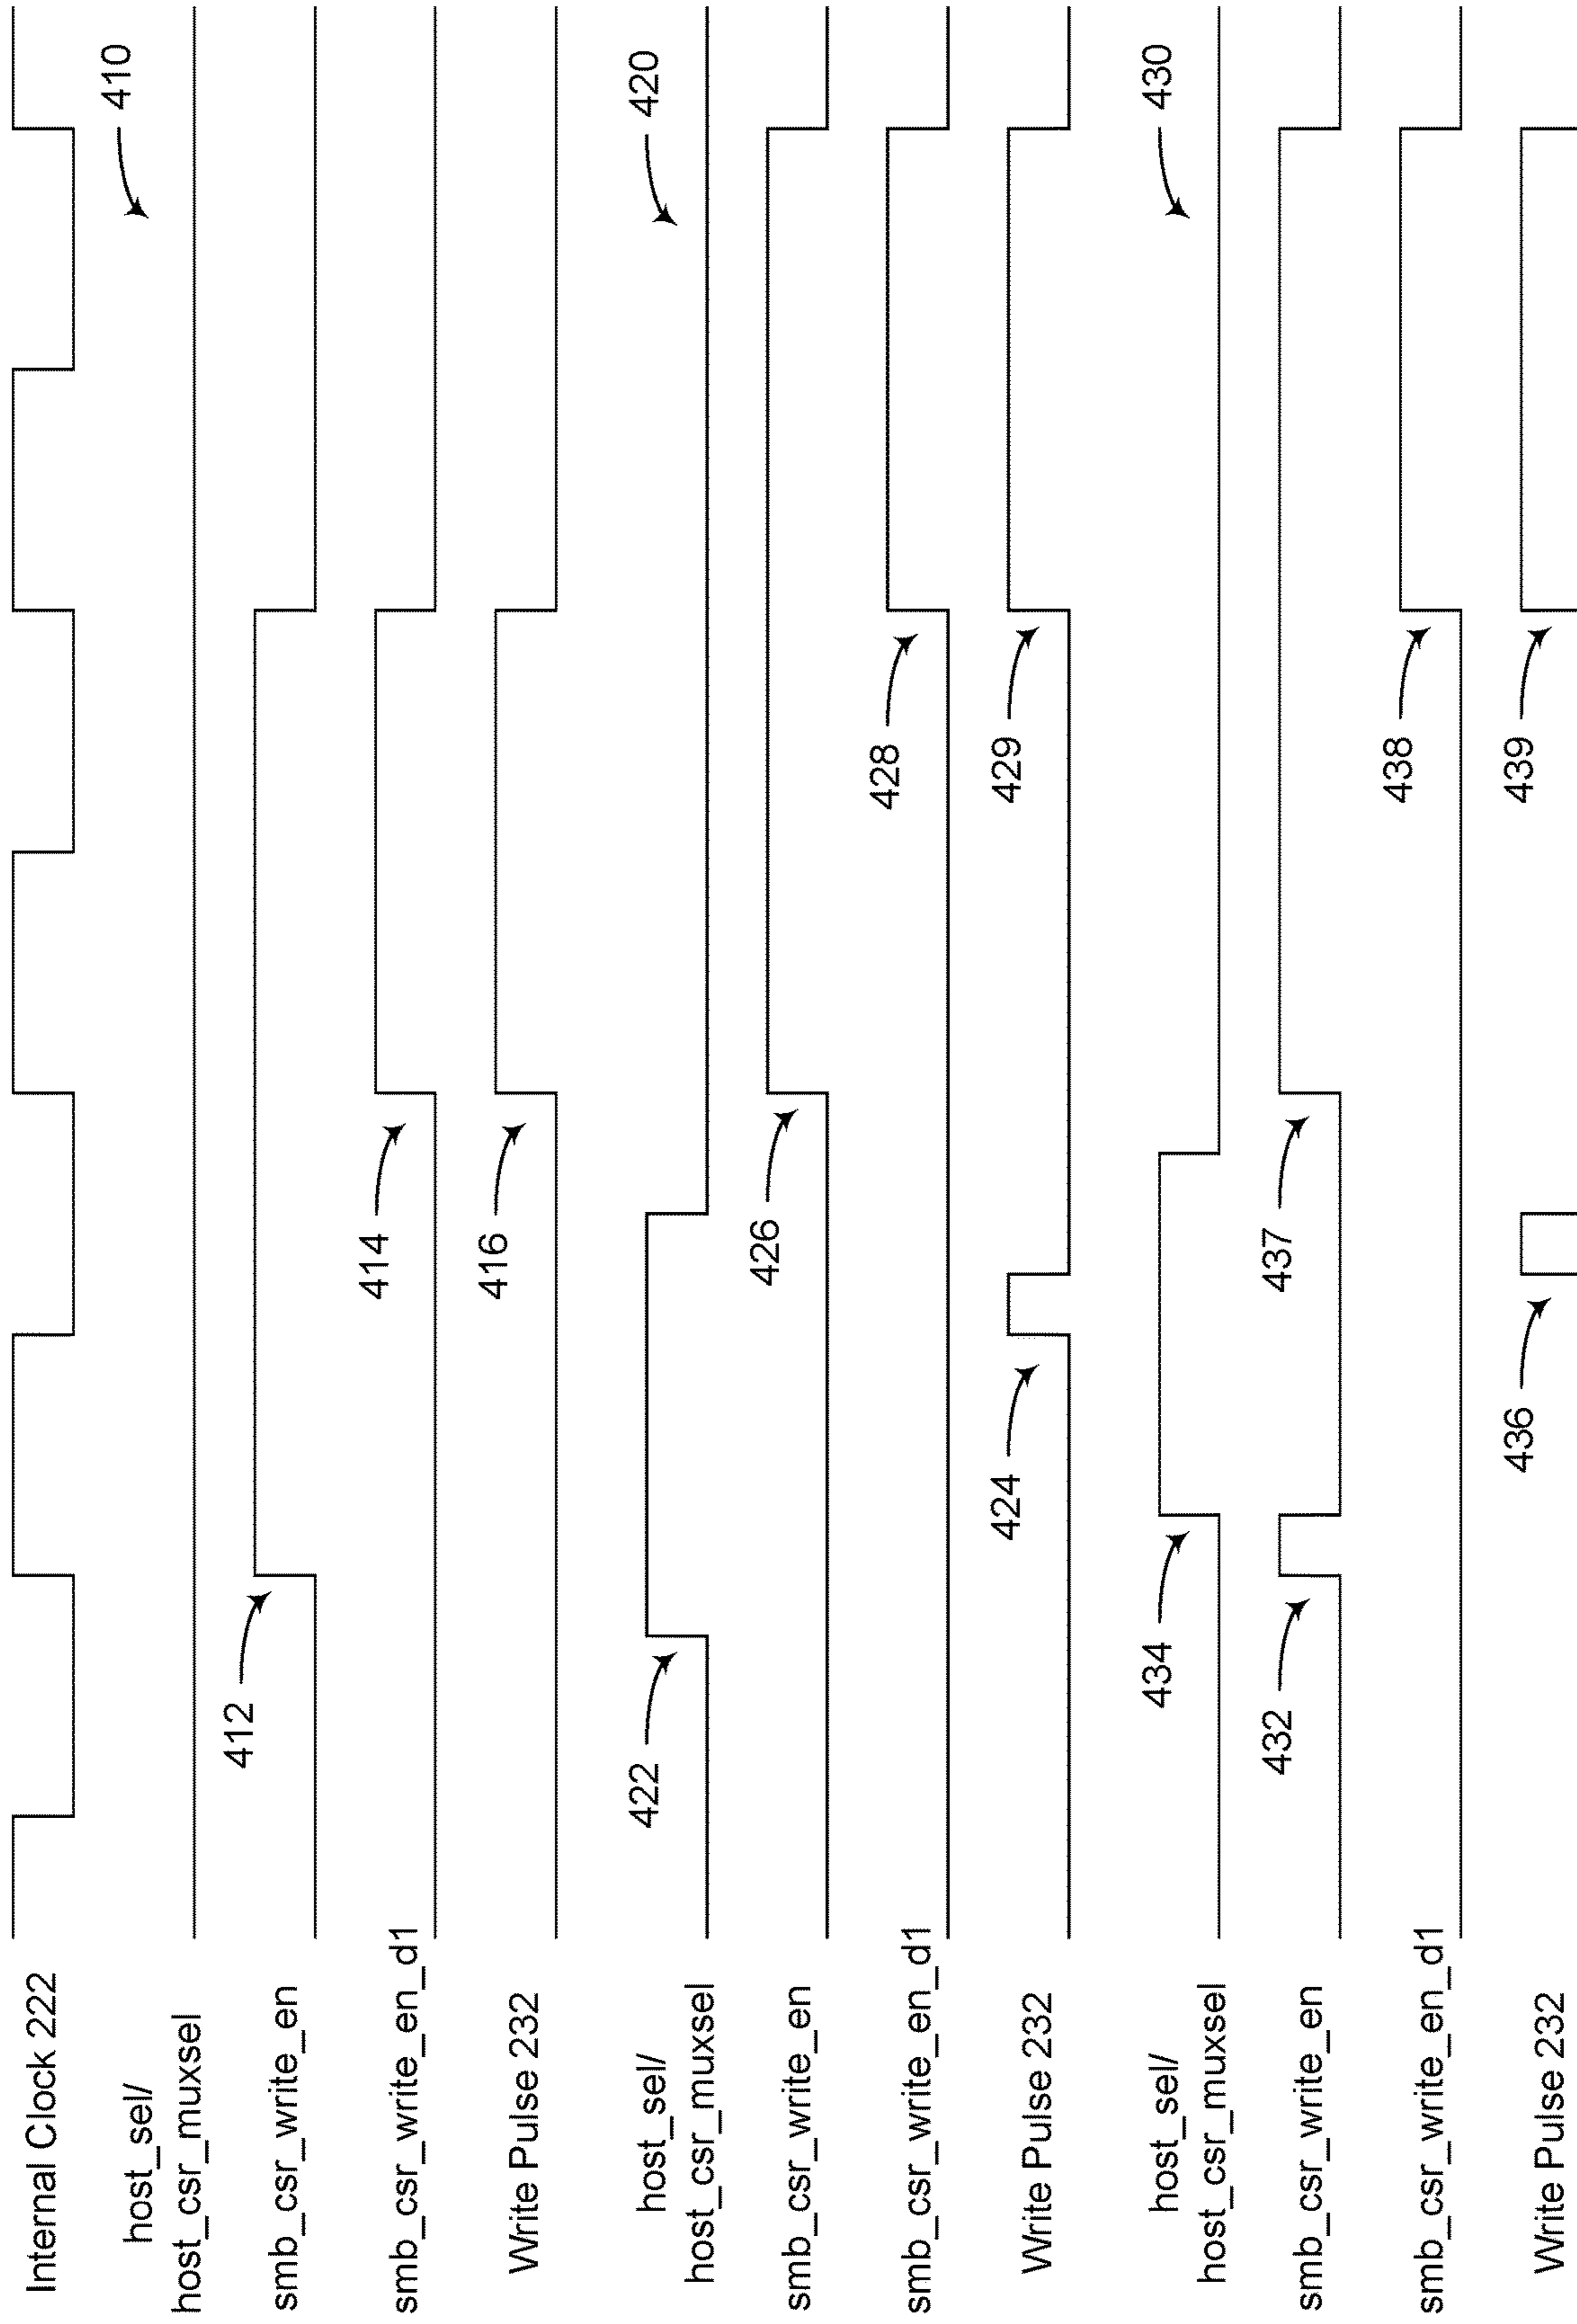 Internal Clock 222
410
host_sel/
host_csr_muxsel
412
smb_csr_write_en
414
smb_csr_write_en_d1
416
Write Pulse 232
420
422
host_sel/
host_csr_muxsel
426
smb_csr_write_en
428
smb_csr_write_en_d1
424
429
Write Pulse 232
430
434
host_sel/
host_csr_muxsel
432
437
smb_csr_write_en
438
smb_csr_write_en_d1
436
439
Write Pulse 232